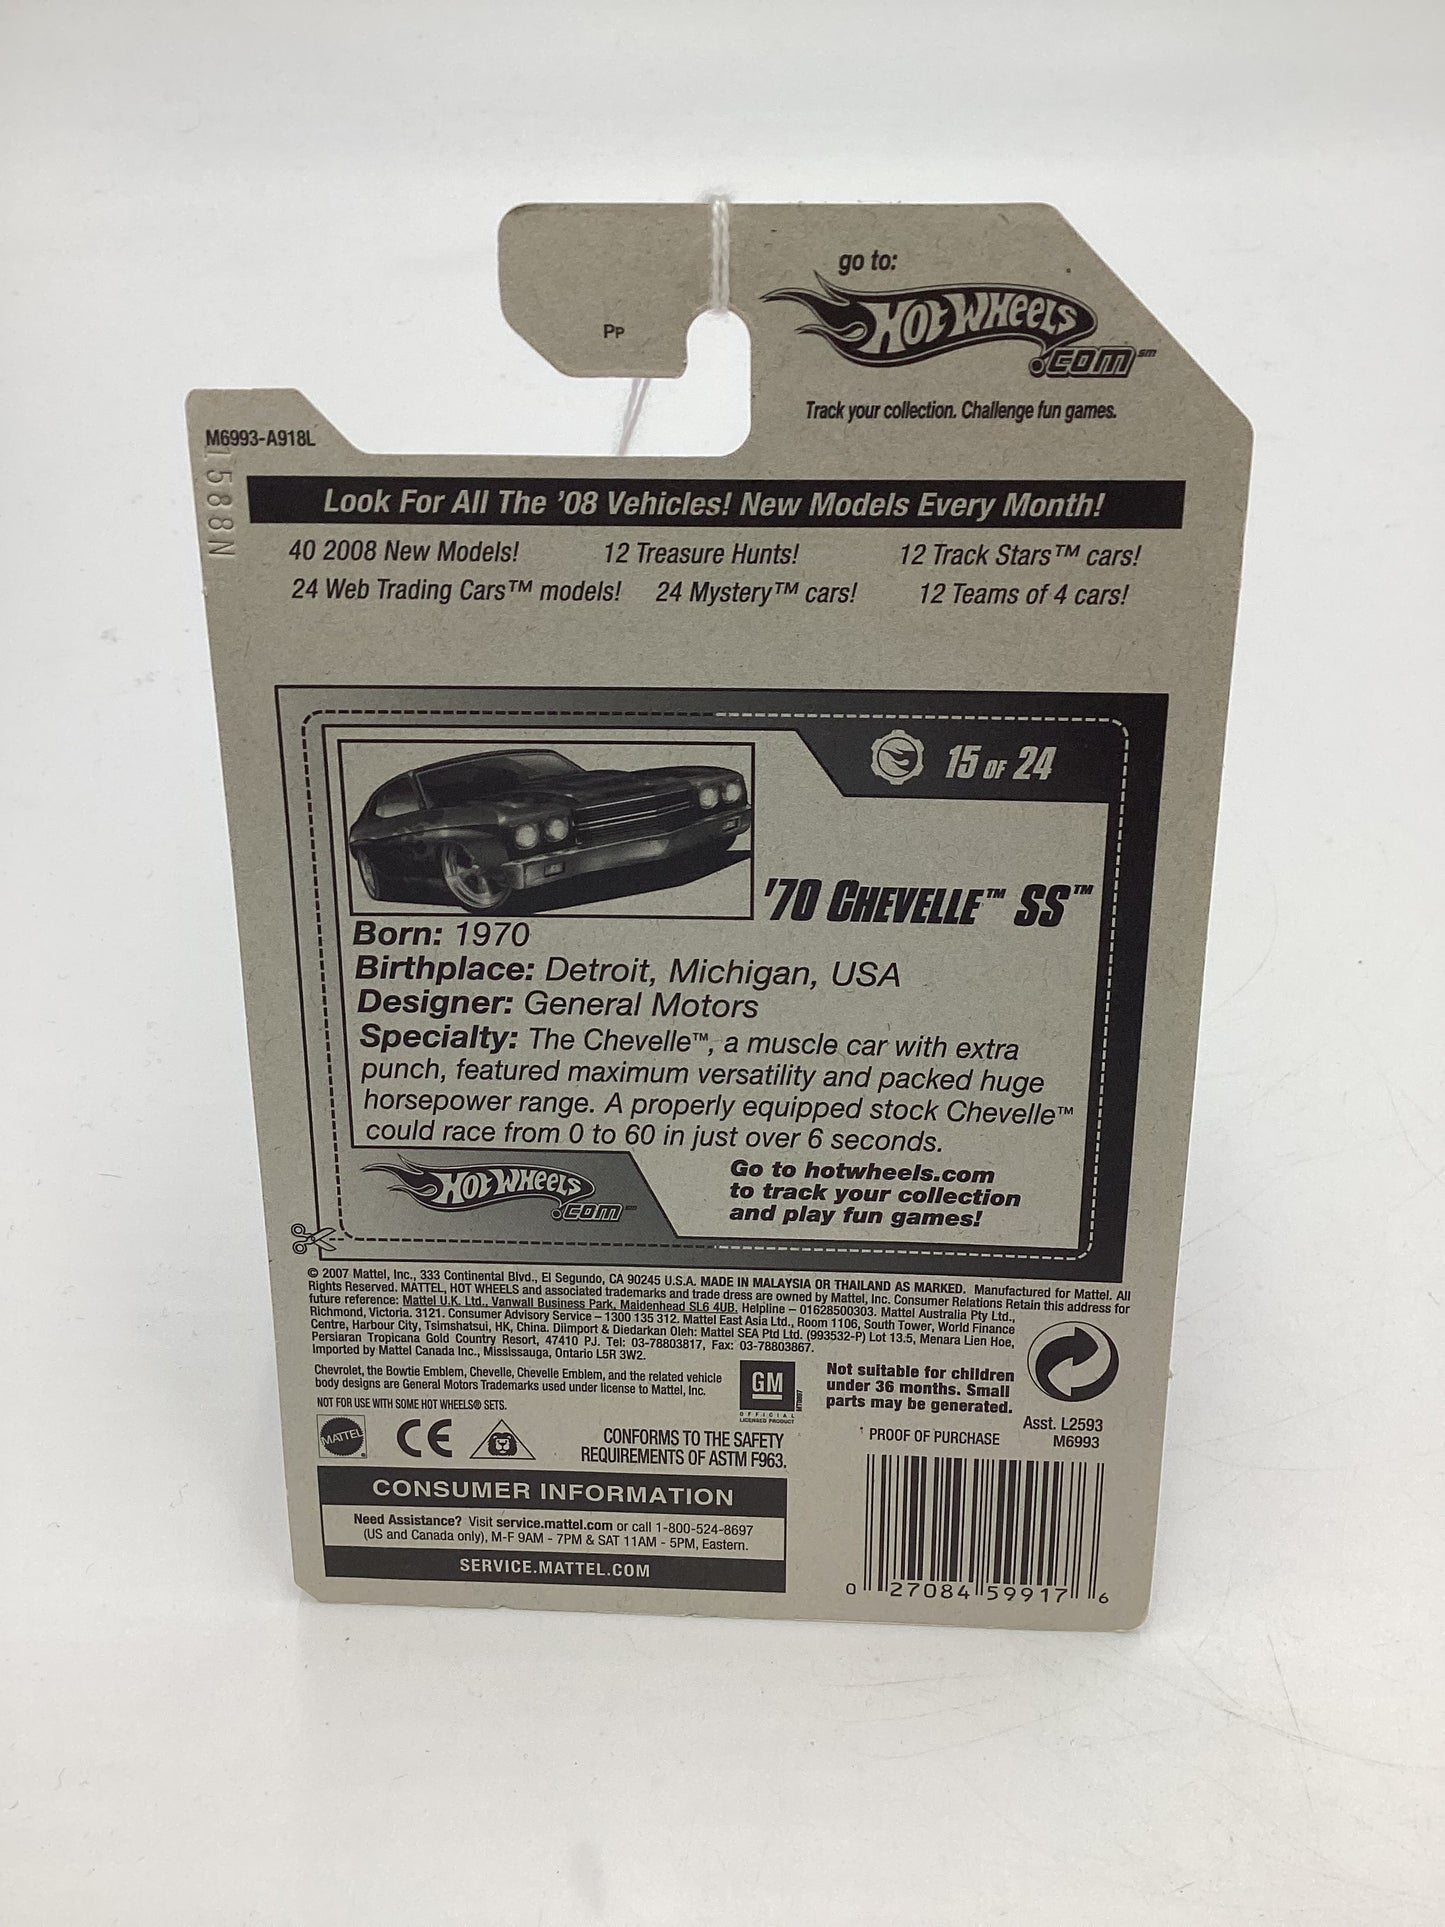 go to:
Hot Wheels
.com℠
Pp
Track your collection. Challenge fun games.
M6993-A918L
1588N
Look For All The '08 Vehicles! New Models Every Month!
40 2008 New Models! 12 Treasure Hunts! 12 Track Stars™ cars!
24 Web Trading Cars™ models! 24 Mystery™ cars! 12 Teams of 4 cars!
15 OF 24
'70 CHEVELLE™ SS™
Born: 1970
Birthplace: Detroit, Michigan, USA
Designer: General Motors
Specialty: The Chevelle™, a muscle car with extra
punch, featured maximum versatility and packed huge
horsepower range. A properly equipped stock Chevelle™
could race from 0 to 60 in just over 6 seconds.
Hot Wheels
.com℠
Go to hotwheels.com
to track your collection
and play fun games!
© 2007 Mattel, Inc., 333 Continental Blvd., El Segundo, CA 90245 U.S.A. MADE IN MALAYSIA OR THAILAND AS MARKED. Manufactured for Mattel. All
Rights Reserved. MATTEL, HOT WHEELS and associated trademarks and trade dress are owned by Mattel, Inc. Consumer Relations Retain this address for
future reference: Mattel U.K. Ltd., Vanwall Business Park, Maidenhead SL6 4UB. Helpline – 01628500303. Mattel Australia Pty Ltd.,
Richmond, Victoria. 3121. Consumer Advisory Service – 1300 135 312. Mattel East Asia Ltd., Room 1106, South Tower, World Finance
Centre, Harbour City, Tsimshatsui, HK, China. Diimport & Diedarkan Oleh: Mattel SEA Ptd Ltd. (993532-P) Lot 13.5, Menara Lien Hoe,
Persiaran Tropicana Gold Country Resort, 47410 PJ. Tel: 03-78803817, Fax: 03-78803867.
Imported by Mattel Canada Inc., Mississauga, Ontario L5R 3W2.
Chevrolet, the Bowtie Emblem, Chevelle, Chevelle Emblem, and the related vehicle
body designs are General Motors Trademarks used under license to Mattel, Inc.
NOT FOR USE WITH SOME HOT WHEELS® SETS.
GM
OFFICIAL
LICENSED PRODUCT
Not suitable for children
under 36 months. Small
parts may be generated.
Asst. L2593
M6993
MATTEL
CE
CONFORMS TO THE SAFETY
REQUIREMENTS OF ASTM F963.
PROOF OF PURCHASE
CONSUMER INFORMATION
Need Assistance? Visit service.mattel.com or call 1-800-524-8697
(US and Canada only), M-F 9AM - 7PM & SAT 11AM - 5PM, Eastern.
SERVICE.MATTEL.COM
0 27084 59917 6